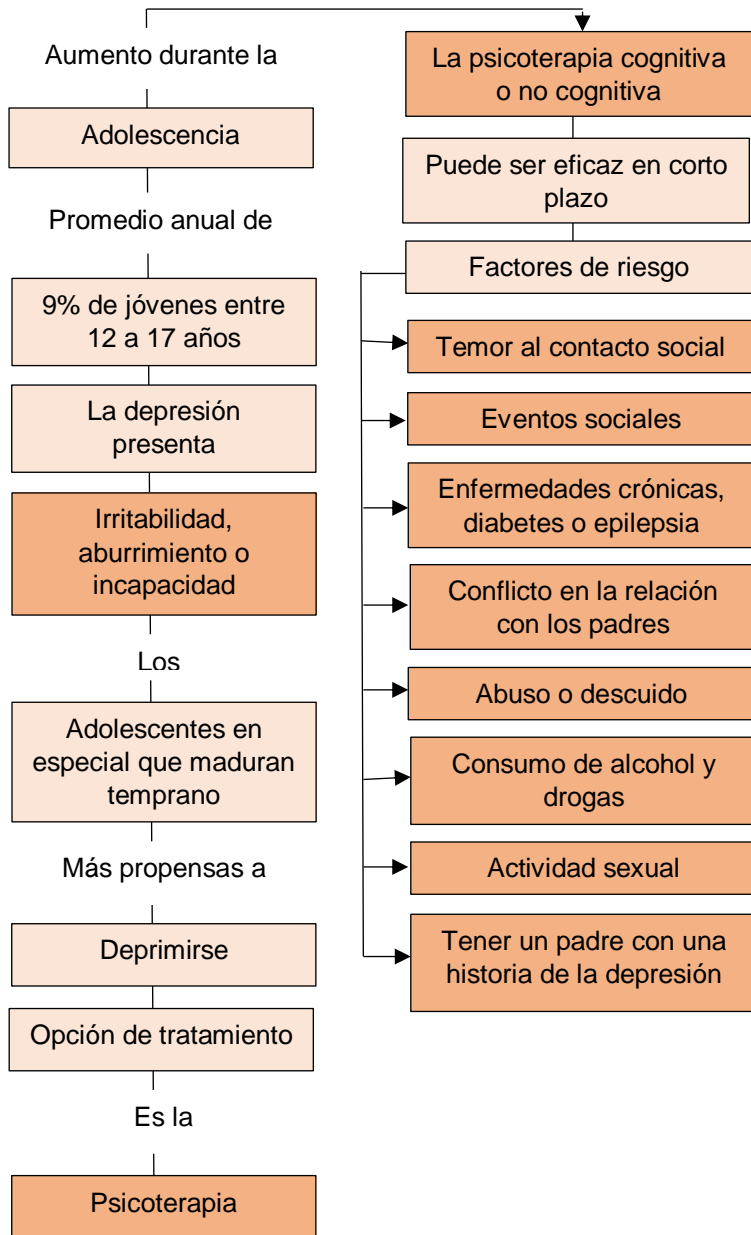 Aumento durante la
Adolescencia
Promedio anual de
9% de jóvenes entre
12 a 17 años
La depresión
presenta
Irritabilidad,
aburrimiento o
incapacidad
Los
Adolescentes en
especial que maduran
temprano
Más propensas a
Deprimirse
Opción de tratamiento
Es la
Psicoterapia
La psicoterapia cognitiva
o no cognitiva
Puede ser eficaz en corto
plazo
Factores de riesgo
Temor al contacto social
Eventos sociales
Enfermedades crónicas,
diabetes o epilepsia
Conflicto en la relación
con los padres
Abuso o descuido
Consumo de alcohol y
drogas
Actividad sexual
Tener un padre con una
historia de la depresión